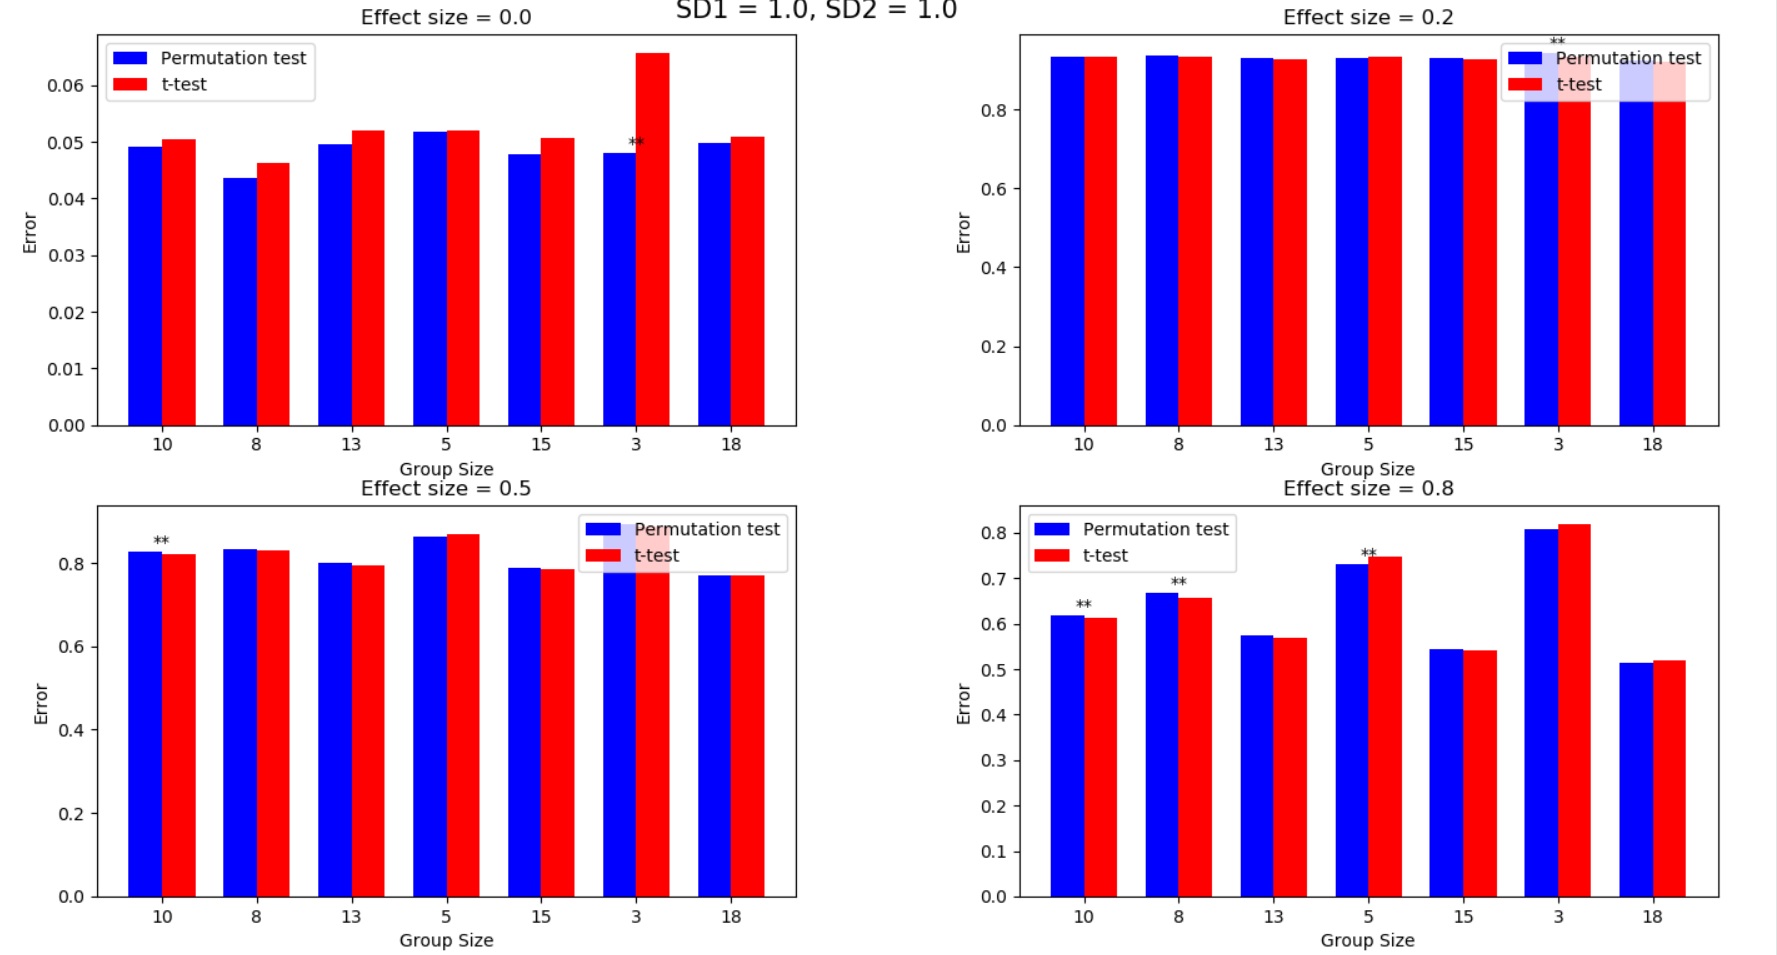 SD1 = 1.0, SD2 = 1.0
Effect size = 0.0
Permutation test
t-test
**
Error
0.06
0.05
0.04
0.03
0.02
0.01
0.00
10 8 13 5 15 3 18
Group Size
Effect size = 0.2
**
Permutation test
t-test
Error
0.8
0.6
0.4
0.2
0.0
10 8 13 5 15 3 18
Group Size
Effect size = 0.5
**
Permutation test
t-test
Error
0.8
0.6
0.4
0.2
0.0
10 8 13 5 15 3 18
Group Size
Effect size = 0.8
Permutation test
t-test
**
**
**
Error
0.8
0.7
0.6
0.5
0.4
0.3
0.2
0.1
0.0
10 8 13 5 15 3 18
Group Size